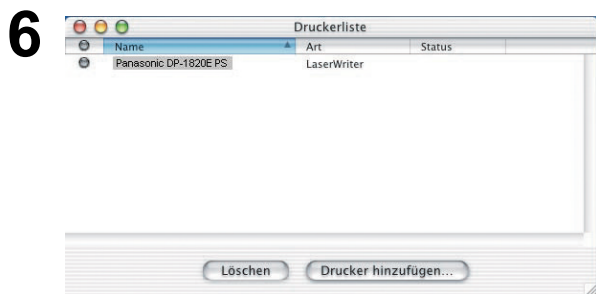 6
Druckerliste
Name Art Status
Panasonic DP-1820E PS LaserWriter
Löschen Drucker hinzufügen...